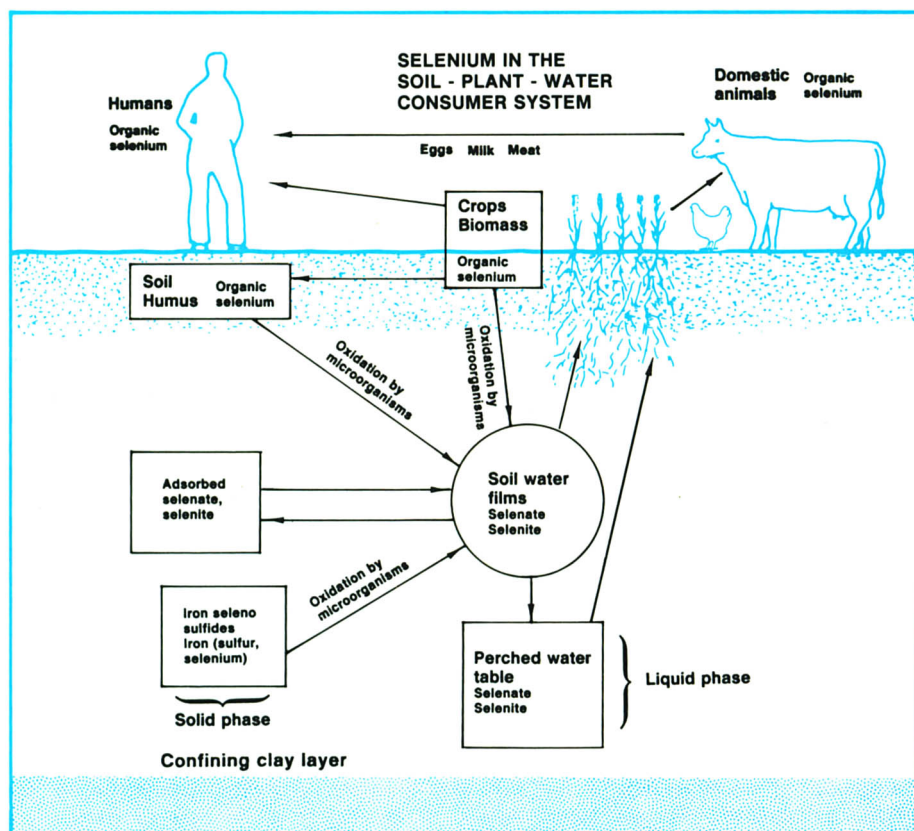 SELENIUM IN THE
SOIL - PLANT - WATER
CONSUMER SYSTEM
Humans
Organic
selenium
Domestic
animals
Organic
selenium
Eggs Milk Meat
Crops
Biomass
Organic
selenium
Soil
Humus
Organic
selenium
Oxidation by
microorganisms
Oxidation by
microorganisms
Adsorbed
selenate,
selenite
Soil water
films
Selenate
Selenite
Oxidation by
microorganisms
Iron seleno
sulfides
Iron (sulfur,
selenium)
Solid phase
Perched water
table
Selenate
Selenite
Liquid phase
Confining clay layer